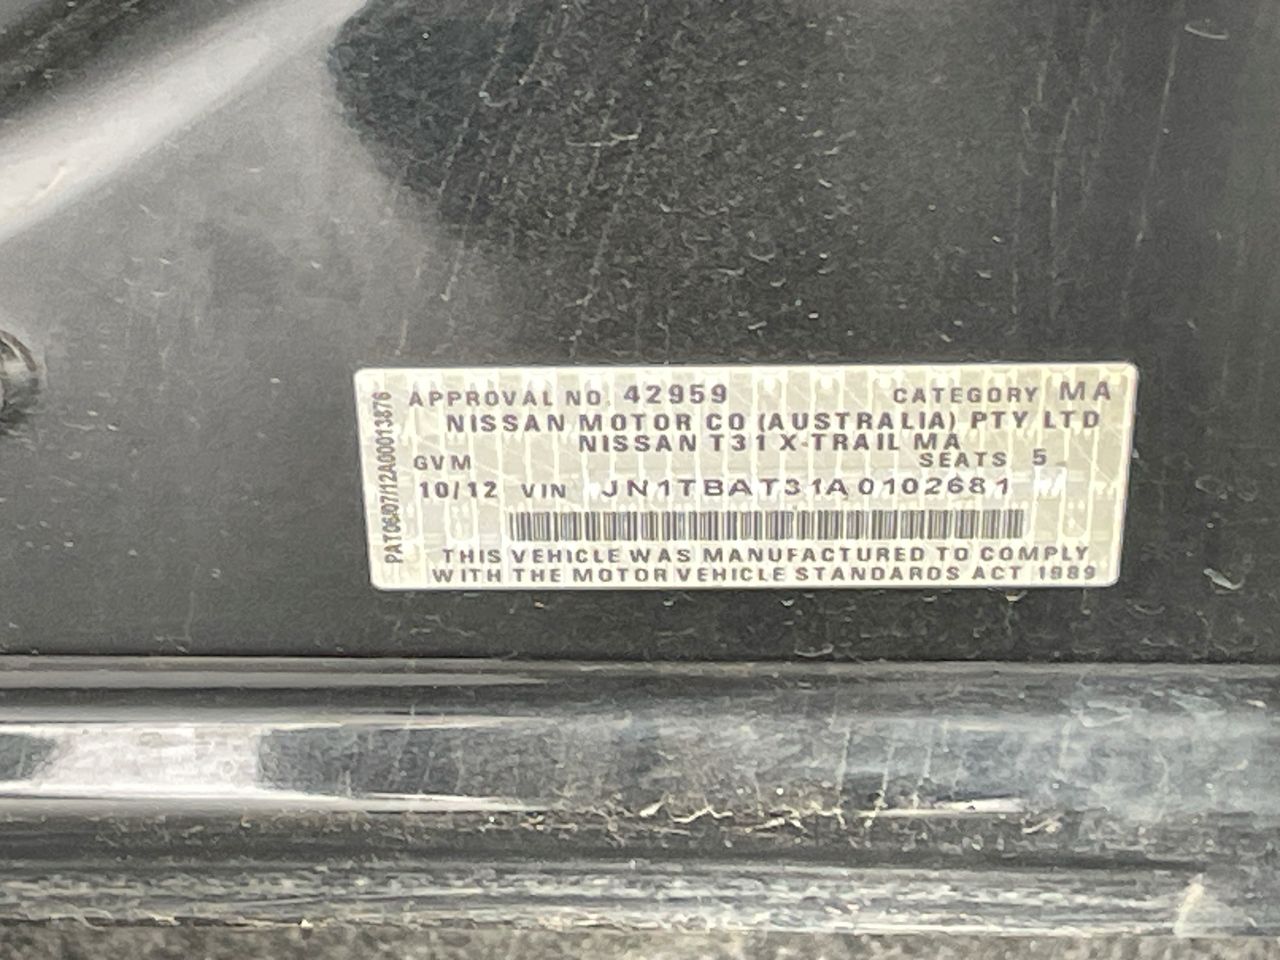 APPROVAL NO. 42959 CATEGORY MA
NISSAN MOTOR CO (AUSTRALIA) PTY LTD
NISSAN T31 X-TRAIL MA
GVM SEATS 5
10/12 VIN JN1TBAT31A0102681
THIS VEHICLE WAS MANUFACTURED TO COMPLY
WITH THE MOTOR VEHICLE STANDARDS ACT 1989
PAT06/07/12A00013876